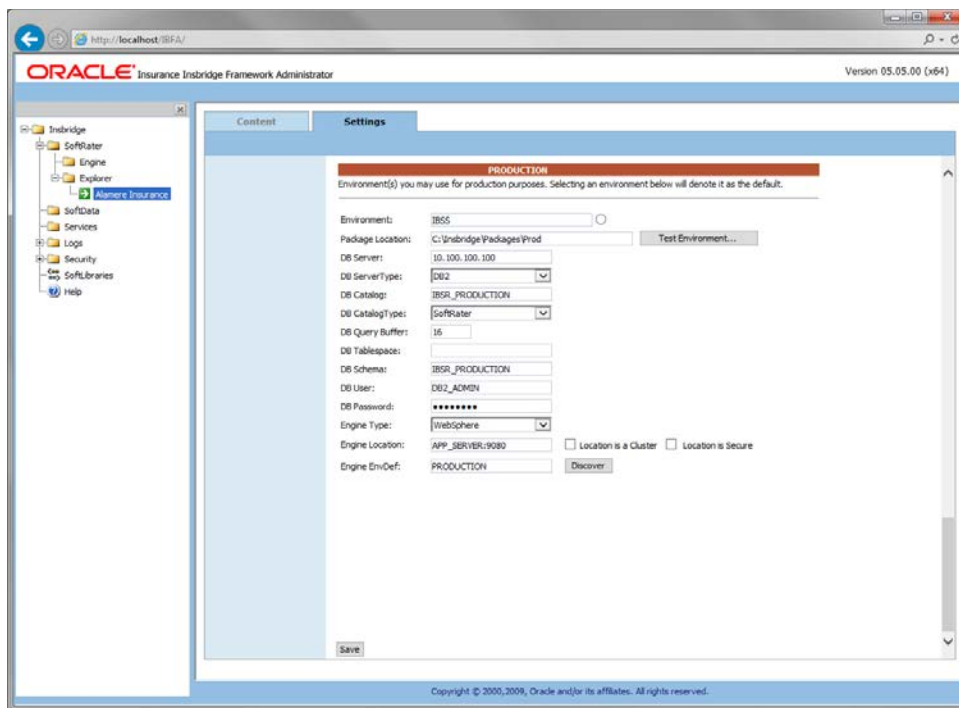 http://localhost/IBFA/
ORACLE Insurance Insbridge Framework Administrator
Version 05.05.00 (x64)
Insbridge
SoftRater
Engine
Explorer
Alamere Insurance
SoftData
Services
Logs
Security
SoftLibraries
Help
Content
Settings
PRODUCTION
Environment(s) you may use for production purposes. Selecting an environment below will denote it as the default.
Environment: IBSS
Package Location: C:\Insbridge\Packages\Prod Test Environment...
DB Server: 10.100.100.100
DB ServerType: DB2
DB Catalog: IBSR_PRODUCTION
DB CatalogType: SoftRater
DB Query Buffer: 16
DB Tablespace:
DB Schema: IBSR_PRODUCTION
DB User: DB2_ADMIN
DB Password: ••••••••
Engine Type: WebSphere
Engine Location: APP_SERVER:9080 Location is a Cluster Location is Secure
Engine EnvDef: PRODUCTION Discover
Save
Copyright © 2000,2009, Oracle and/or its affiliates. All rights reserved.